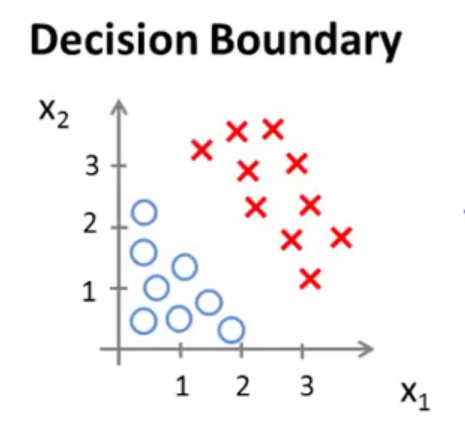 Decision Boundary
x₂
3
2
1
1 2 3
x₁